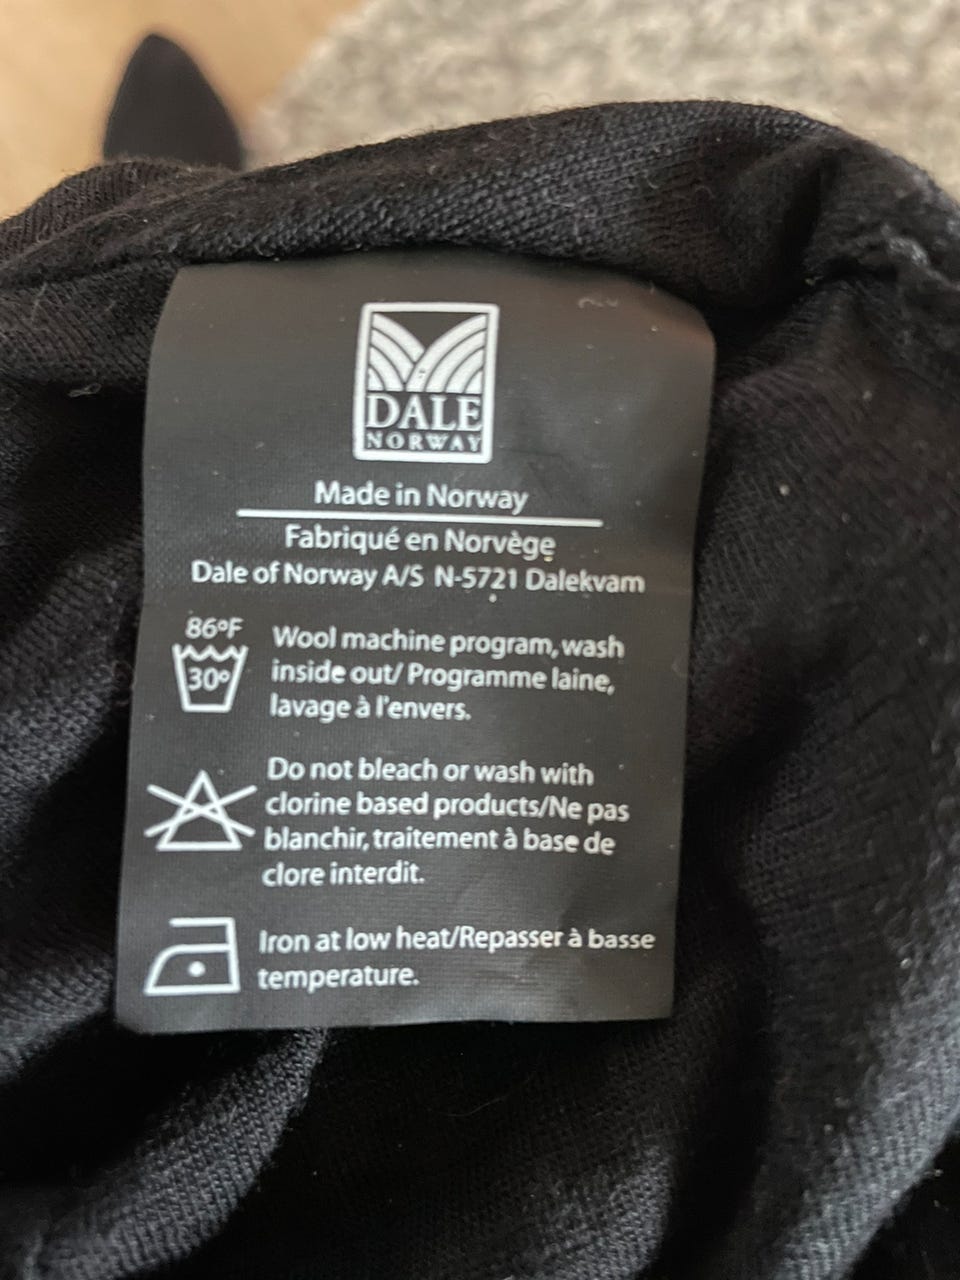 DALE
NORWAY
Made in Norway
Fabriqué en Norvège
Dale of Norway A/S N-5721 Dalekvam
86ºF
30º
Wool machine program, wash
inside out/ Programme laine,
lavage à l'envers.
Do not bleach or wash with
clorine based products/Ne pas
blanchir, traitement à base de
clore interdit.
Iron at low heat/Repasser à basse
temperature.